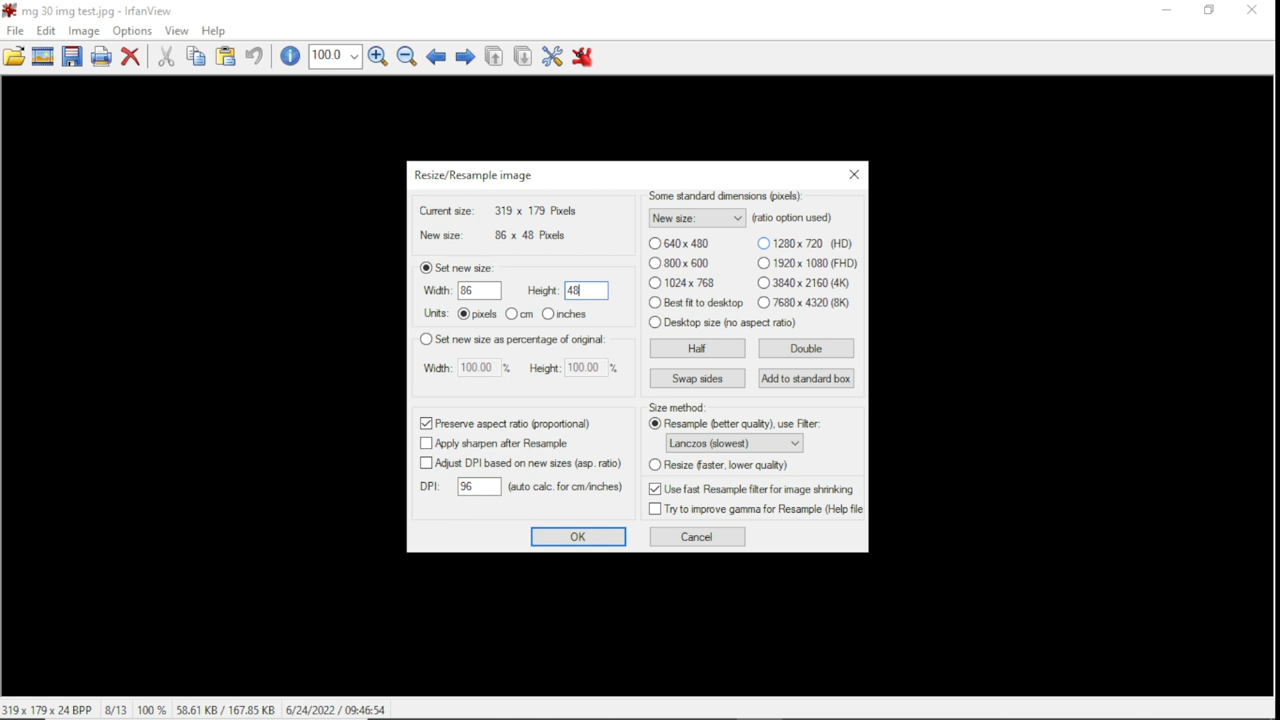 mg 30 img test.jpg - IrfanView
File Edit Image Options View Help
100.0
Resize/Resample image
Current size: 319 x 179 Pixels
New size: 86 x 48 Pixels
Set new size:
Width: 86 Height: 48
Units: pixels cm inches
Set new size as percentage of original:
Width: 100.00 % Height: 100.00 %
Preserve aspect ratio (proportional)
Apply sharpen after Resample
Adjust DPI based on new sizes (asp. ratio)
DPI: 96 (auto calc. for cm/inches)
Some standard dimensions (pixels):
New size: (ratio option used)
640 x 480 1280 x 720 (HD)
800 x 600 1920 x 1080 (FHD)
1024 x 768 3840 x 2160 (4K)
Best fit to desktop 7680 x 4320 (8K)
Desktop size (no aspect ratio)
Half Double
Swap sides Add to standard box
Size method:
Resample (better quality), use Filter:
Lanczos (slowest)
Resize (faster, lower quality)
Use fast Resample filter for image shrinking
Try to improve gamma for Resample (Help file
OK Cancel
319 x 179 x 24 BPP 8/13 100 % 58.61 KB / 167.85 KB 6/24/2022 / 09:46:54